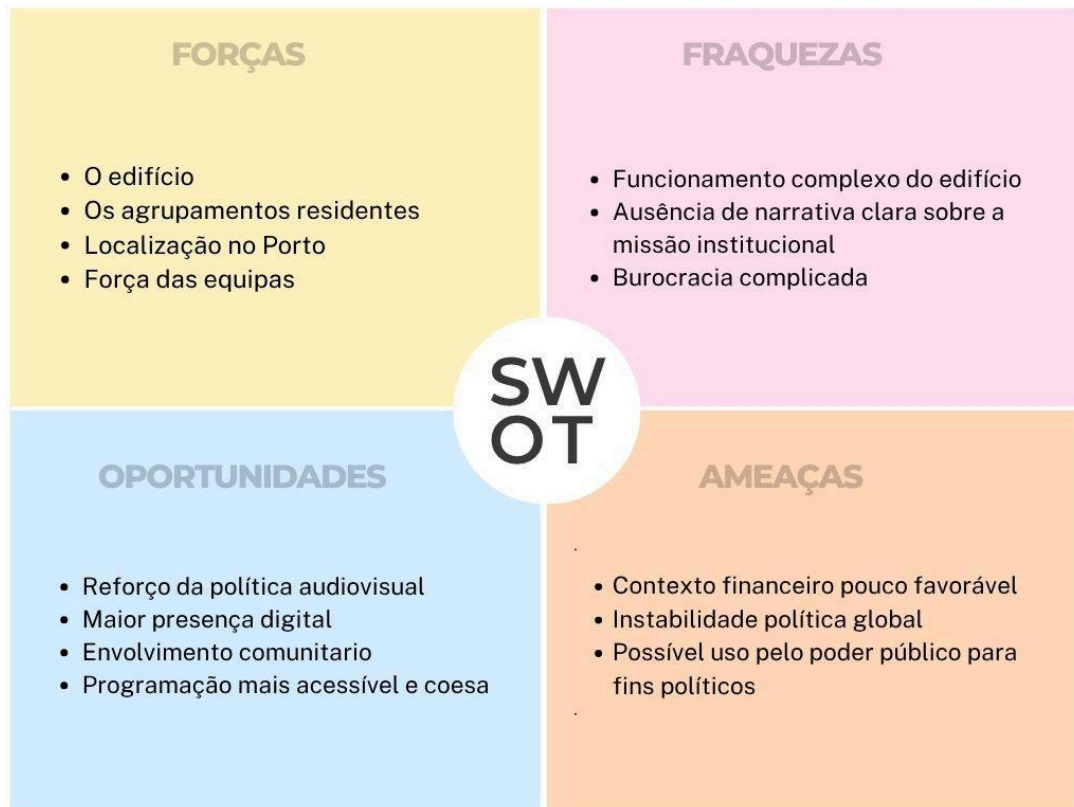 FORÇAS
• O edifício
• Os agrupamentos residentes
• Localização no Porto
• Força das equipas
FRAQUEZAS
• Funcionamento complexo do edifício
• Ausência de narrativa clara sobre a
missão institucional
• Burocracia complicada
SW
OT
OPORTUNIDADES
• Reforço da política audiovisual
• Maior presença digital
• Envolvimento comunitario
• Programação mais acessível e coesa
AMEAÇAS
.
• Contexto financeiro pouco favorável
• Instabilidade política global
• Possível uso pelo poder público para
fins políticos
.